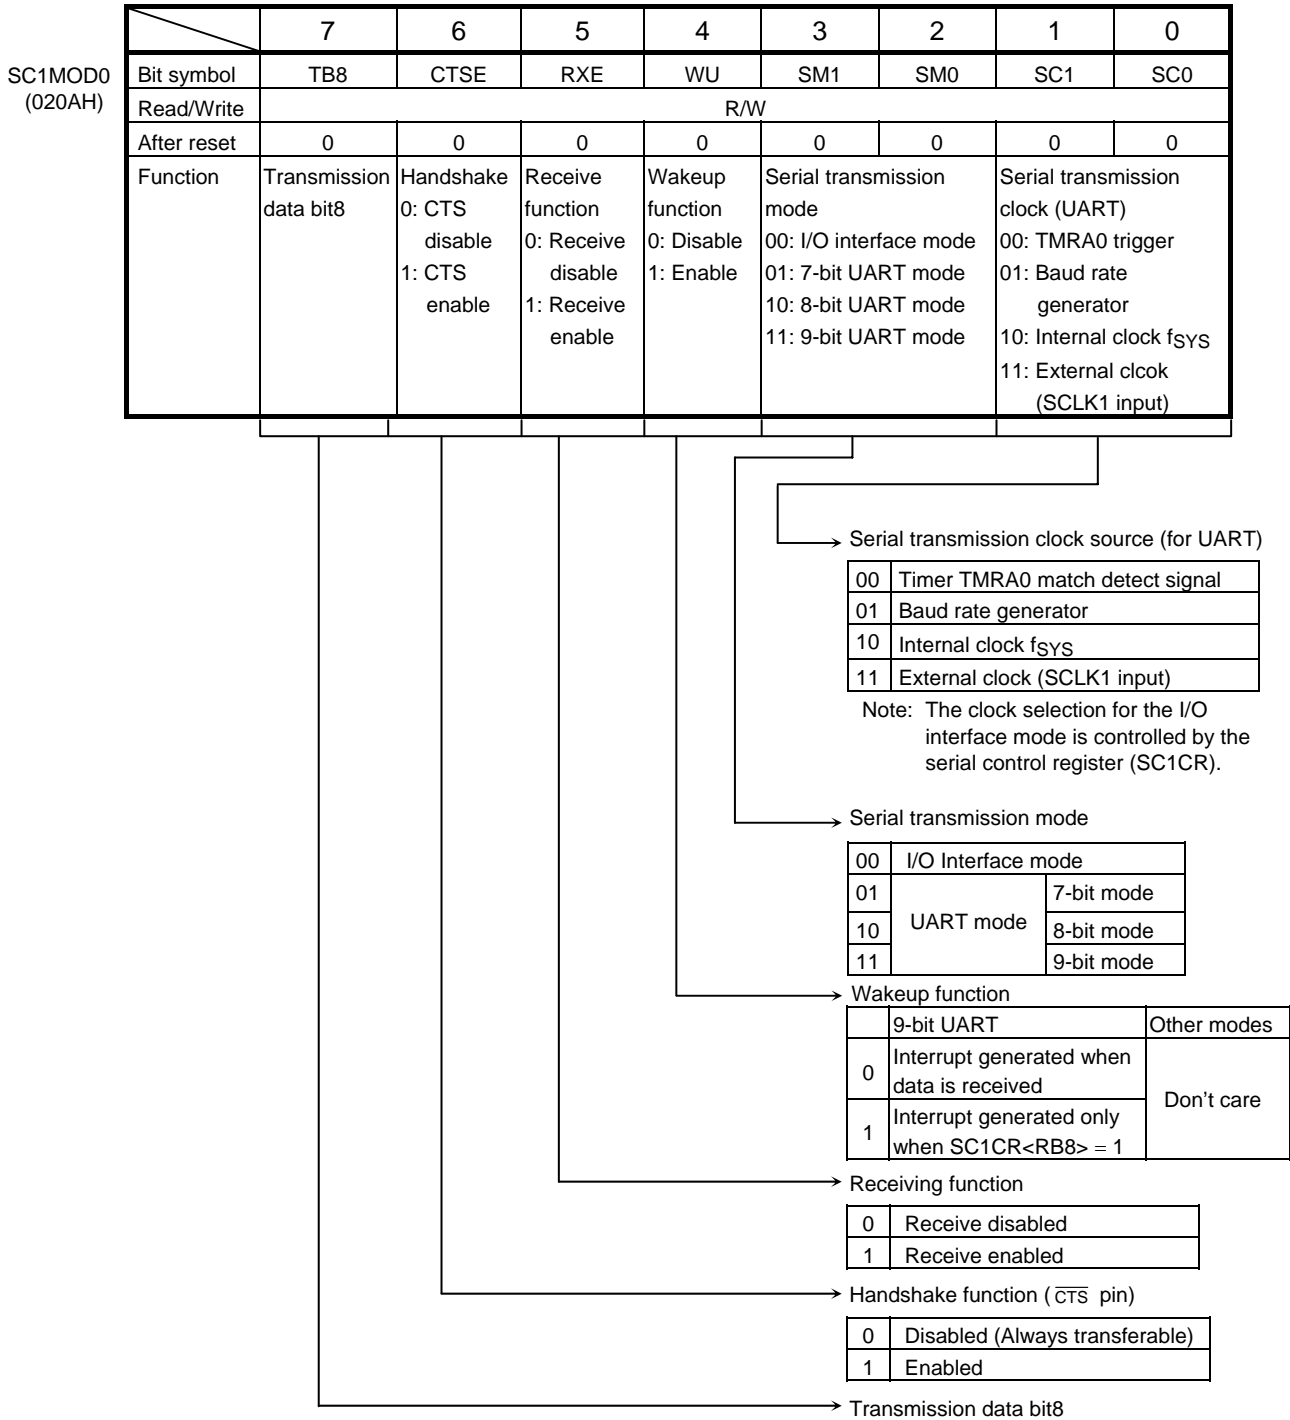 7 6 5 4 3 2 1 0
SC1MOD0
(020AH)
Bit symbol TB8 CTSE RXE WU SM1 SM0 SC1 SC0
Read/Write R/W
After reset 0 0 0 0 0 0 0 0
Function
Transmission
data bit8
Handshake
0: CTS
disable
1: CTS
enable
Receive
function
0: Receive
disable
1: Receive
enable
Wakeup
function
0: Disable
1: Enable
Serial transmission
mode
00: I/O interface mode
01: 7-bit UART mode
10: 8-bit UART mode
11: 9-bit UART mode
Serial transmission
clock (UART)
00: TMRA0 trigger
01: Baud rate
generator
10: Internal clock fSYS
11: External clcok
(SCLK1 input)
Serial transmission clock source (for UART)
00 Timer TMRA0 match detect signal
01 Baud rate generator
10 Internal clock fSYS
11 External clock (SCLK1 input)
Note: The clock selection for the I/O
interface mode is controlled by the
serial control register (SC1CR).
Serial transmission mode
00 I/O Interface mode
01 7-bit mode
UART mode
10 8-bit mode
11 9-bit mode
Wakeup function
9-bit UART Other modes
0 Interrupt generated when
data is received
Don't care
1 Interrupt generated only
when SC1CR<RB8> = 1
Receiving function
0 Receive disabled
1 Receive enabled
Handshake function (CTS pin)
0 Disabled (Always transferable)
1 Enabled
Transmission data bit8